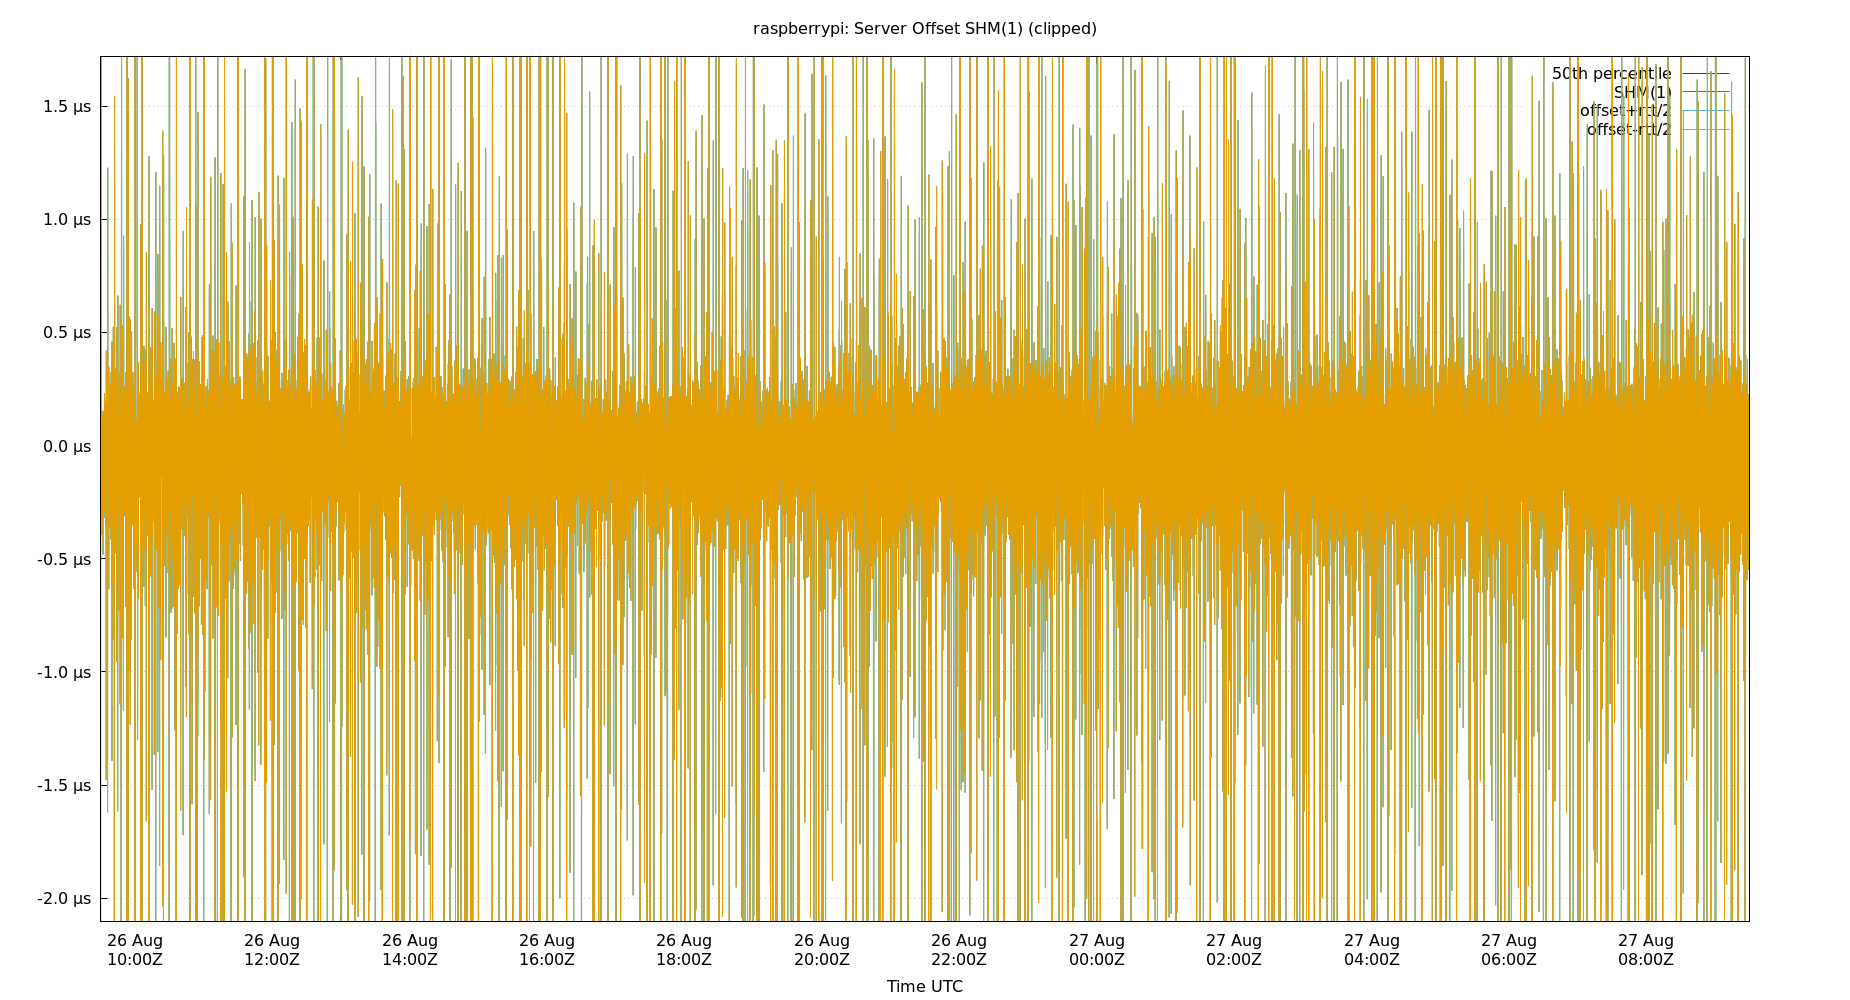 raspberrypi: Server Offset SHM(1) (clipped)
50th percentile
SHM(1)
offset+rtt/2
offset-rtt/2
1.5 µs
1.0 µs
0.5 µs
0.0 µs
-0.5 µs
-1.0 µs
-1.5 µs
-2.0 µs
26 Aug 26 Aug 26 Aug 26 Aug 26 Aug 26 Aug 26 Aug 27 Aug 27 Aug 27 Aug 27 Aug 27 Aug
10:00Z 12:00Z 14:00Z 16:00Z 18:00Z 20:00Z 22:00Z 00:00Z 02:00Z 04:00Z 06:00Z 08:00Z
Time UTC